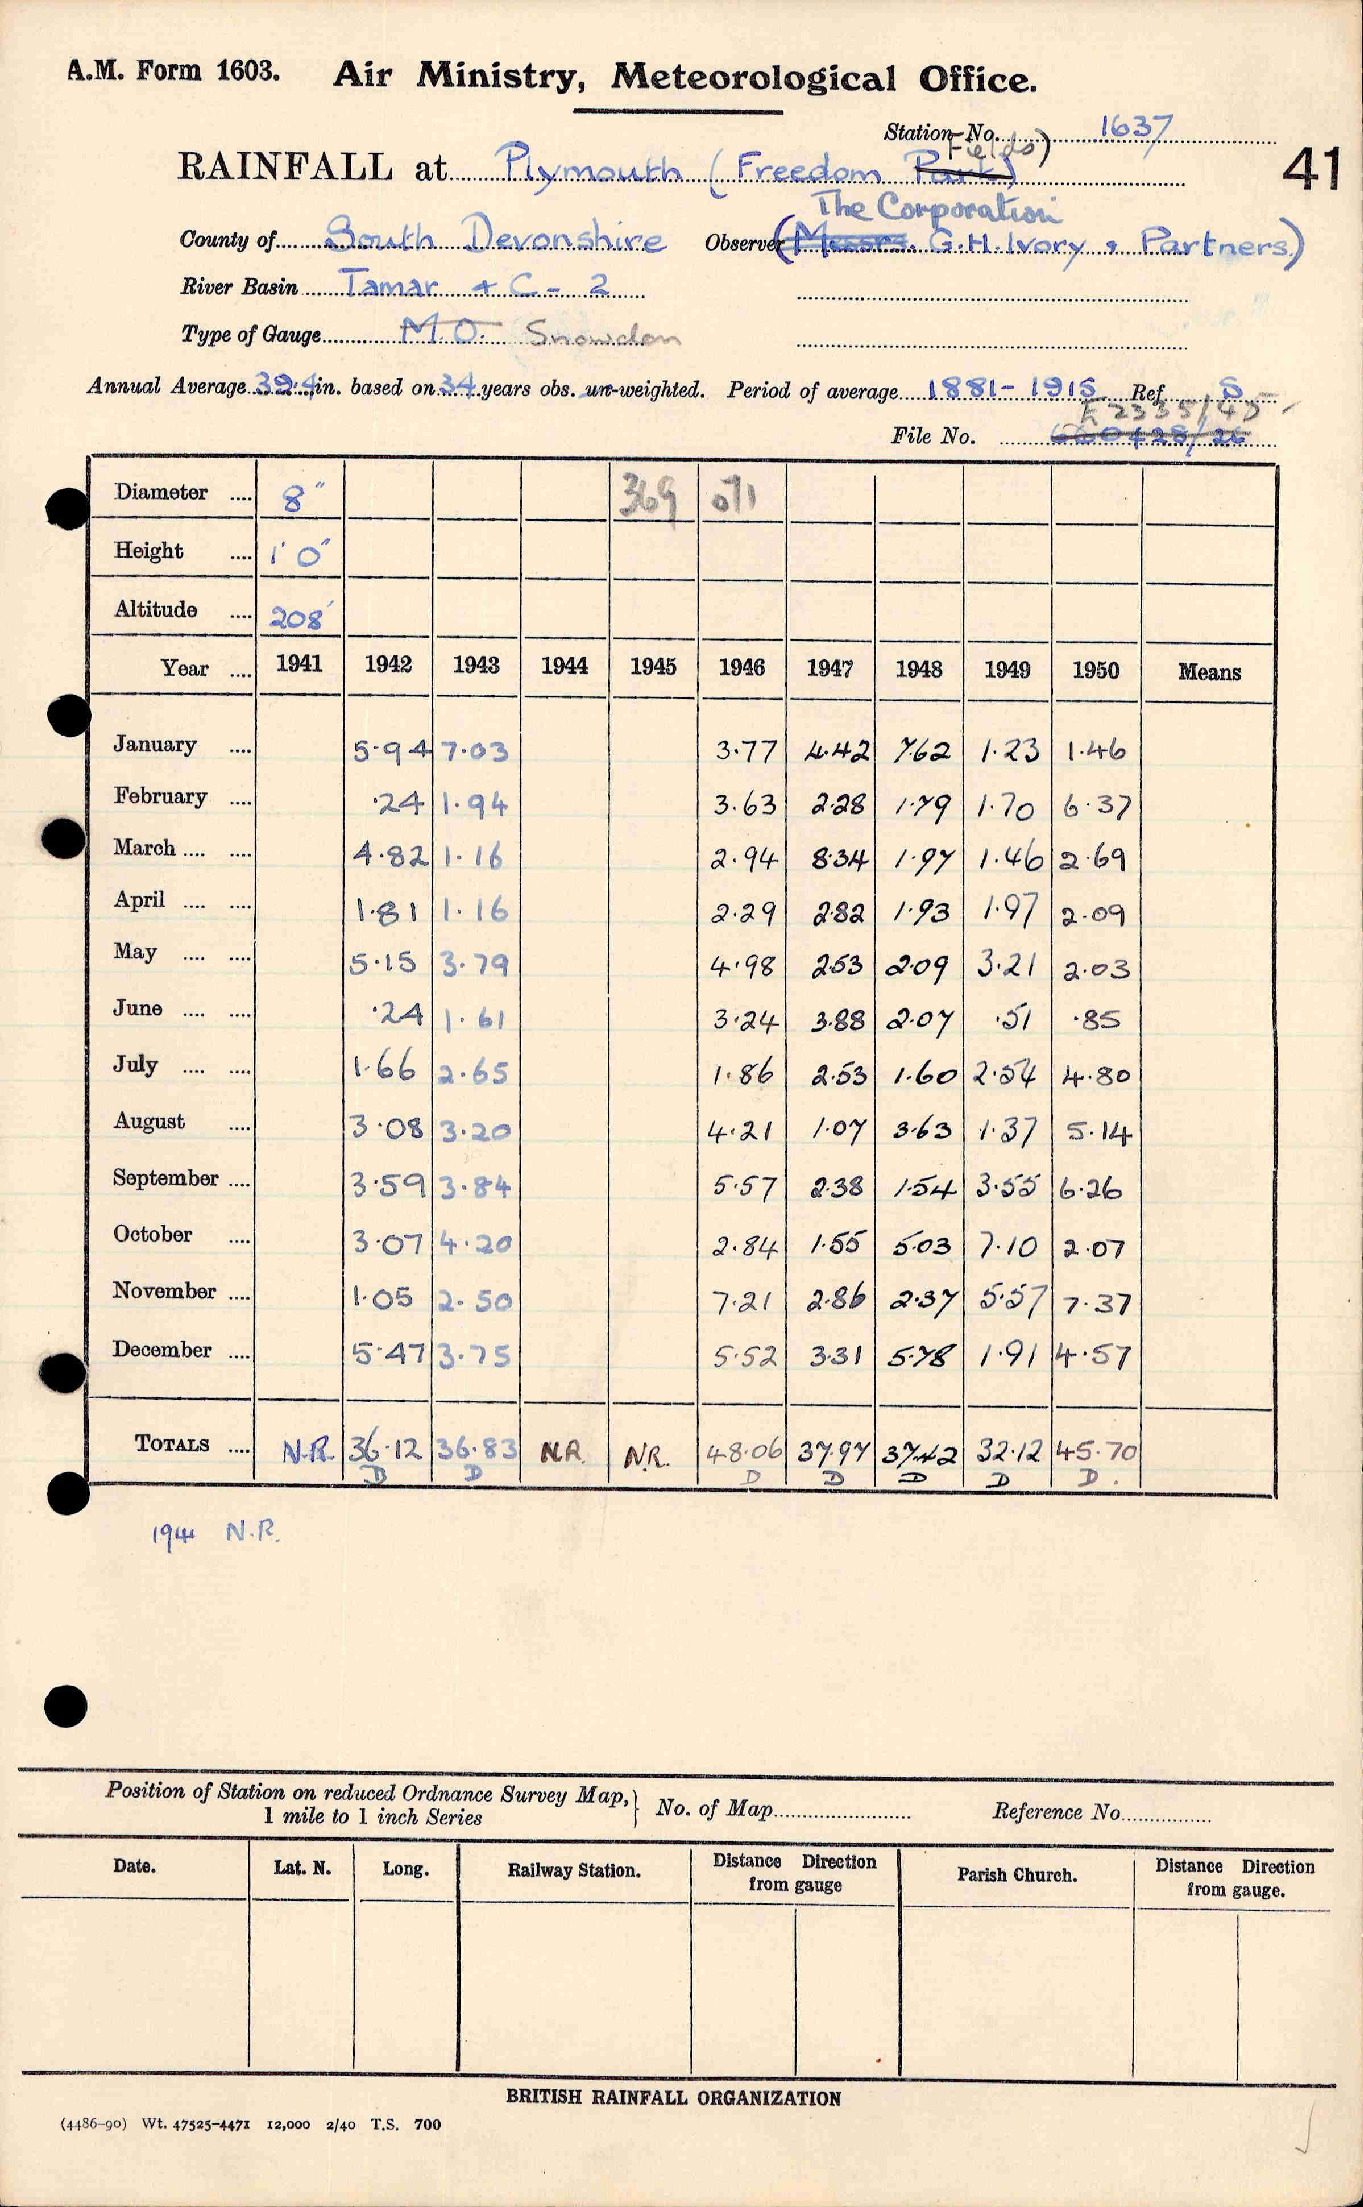 A.M. Form 1603. Air Ministry, Meteorological Office.
Station No. 1637
41
Fields)
RAINFALL at Plymouth (Freedom Park)
The Corporation
County of South Devonshire Observer (Messrs. G.H. Ivory & Partners)
River Basin Tamar + C - 2
Type of Gauge M.O. Snowdon
Annual Average 39.4 in. based on 34 years obs. un-weighted. Period of average 1881-1915 Ref S
E 2335/45
File No.
Diameter .... 8" 369 071
Height .... 1' 0"
Altitude .... 208'
Year .... 1941 1942 1943 1944 1945 1946 1947 1948 1949 1950 Means
January .... 5.94 7.03 3.77 4.42 7.62 1.23 1.46
February .... .24 1.94 3.63 2.28 1.79 1.70 6.37
March .... .... 4.82 1.16 2.94 8.34 1.97 1.46 2.69
April .... .... 1.81 1.16 2.29 2.82 1.93 1.97 2.09
May .... .... 5.15 3.79 4.98 2.53 2.09 3.21 2.03
June .... .... .24 1.61 3.24 3.88 2.07 .51 .85
July .... .... 1.66 2.65 1.86 2.53 1.60 2.54 4.80
August .... 3.08 3.20 4.21 1.07 3.63 1.37 5.14
September .... 3.59 3.84 5.57 2.38 1.54 3.55 6.26
October .... 3.07 4.20 2.84 1.55 5.03 7.10 2.07
November .... 1.05 2.50 7.21 2.86 2.37 5.57 7.37
December .... 5.47 3.75 5.52 3.31 5.78 1.91 4.57
TOTALS .... N.R. 36.12 36.83 N.R. N.R. 48.06 37.97 37.42 32.12 45.70
D D D D D D D.
1941 N.R.
Position of Station on reduced Ordnance Survey Map, 1 mile to 1 inch Series } No. of Map Reference No.
Date. Lat. N. Long. Railway Station. Distance Direction from gauge Parish Church. Distance Direction from gauge.
BRITISH RAINFALL ORGANIZATION
(4486-90) Wt. 47525-4471 12,000 2/40 T.S. 700